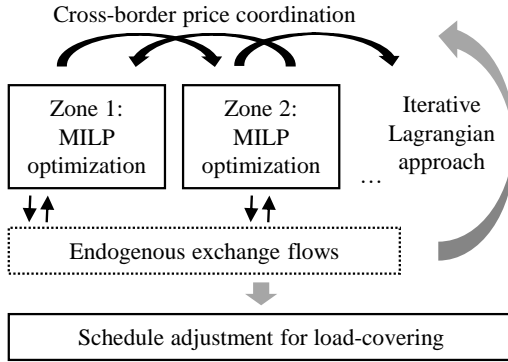 Cross-border price coordination
Zone 1:
MILP
optimization
Zone 2:
MILP
optimization
...
Iterative
Lagrangian
approach
Endogenous exchange flows
Schedule adjustment for load-covering